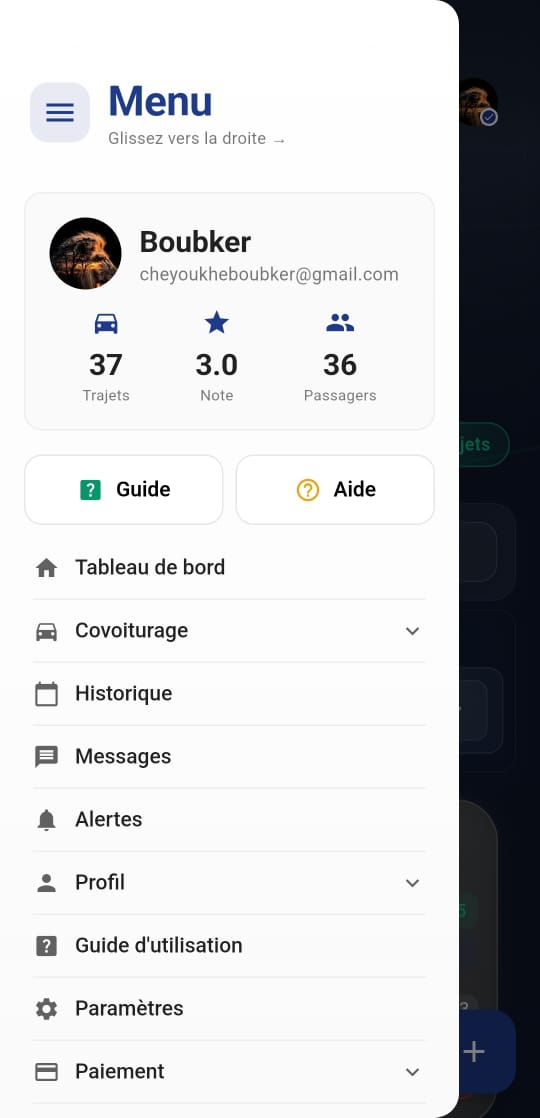 Menu
Glissez vers la droite →
Boubker
cheyoukheboubker@gmail.com
37 3.0 36
Trajets Note Passagers
Guide Aide
Tableau de bord
Covoiturage
Historique
Messages
Alertes
Profil
Guide d'utilisation
Paramètres
Paiement